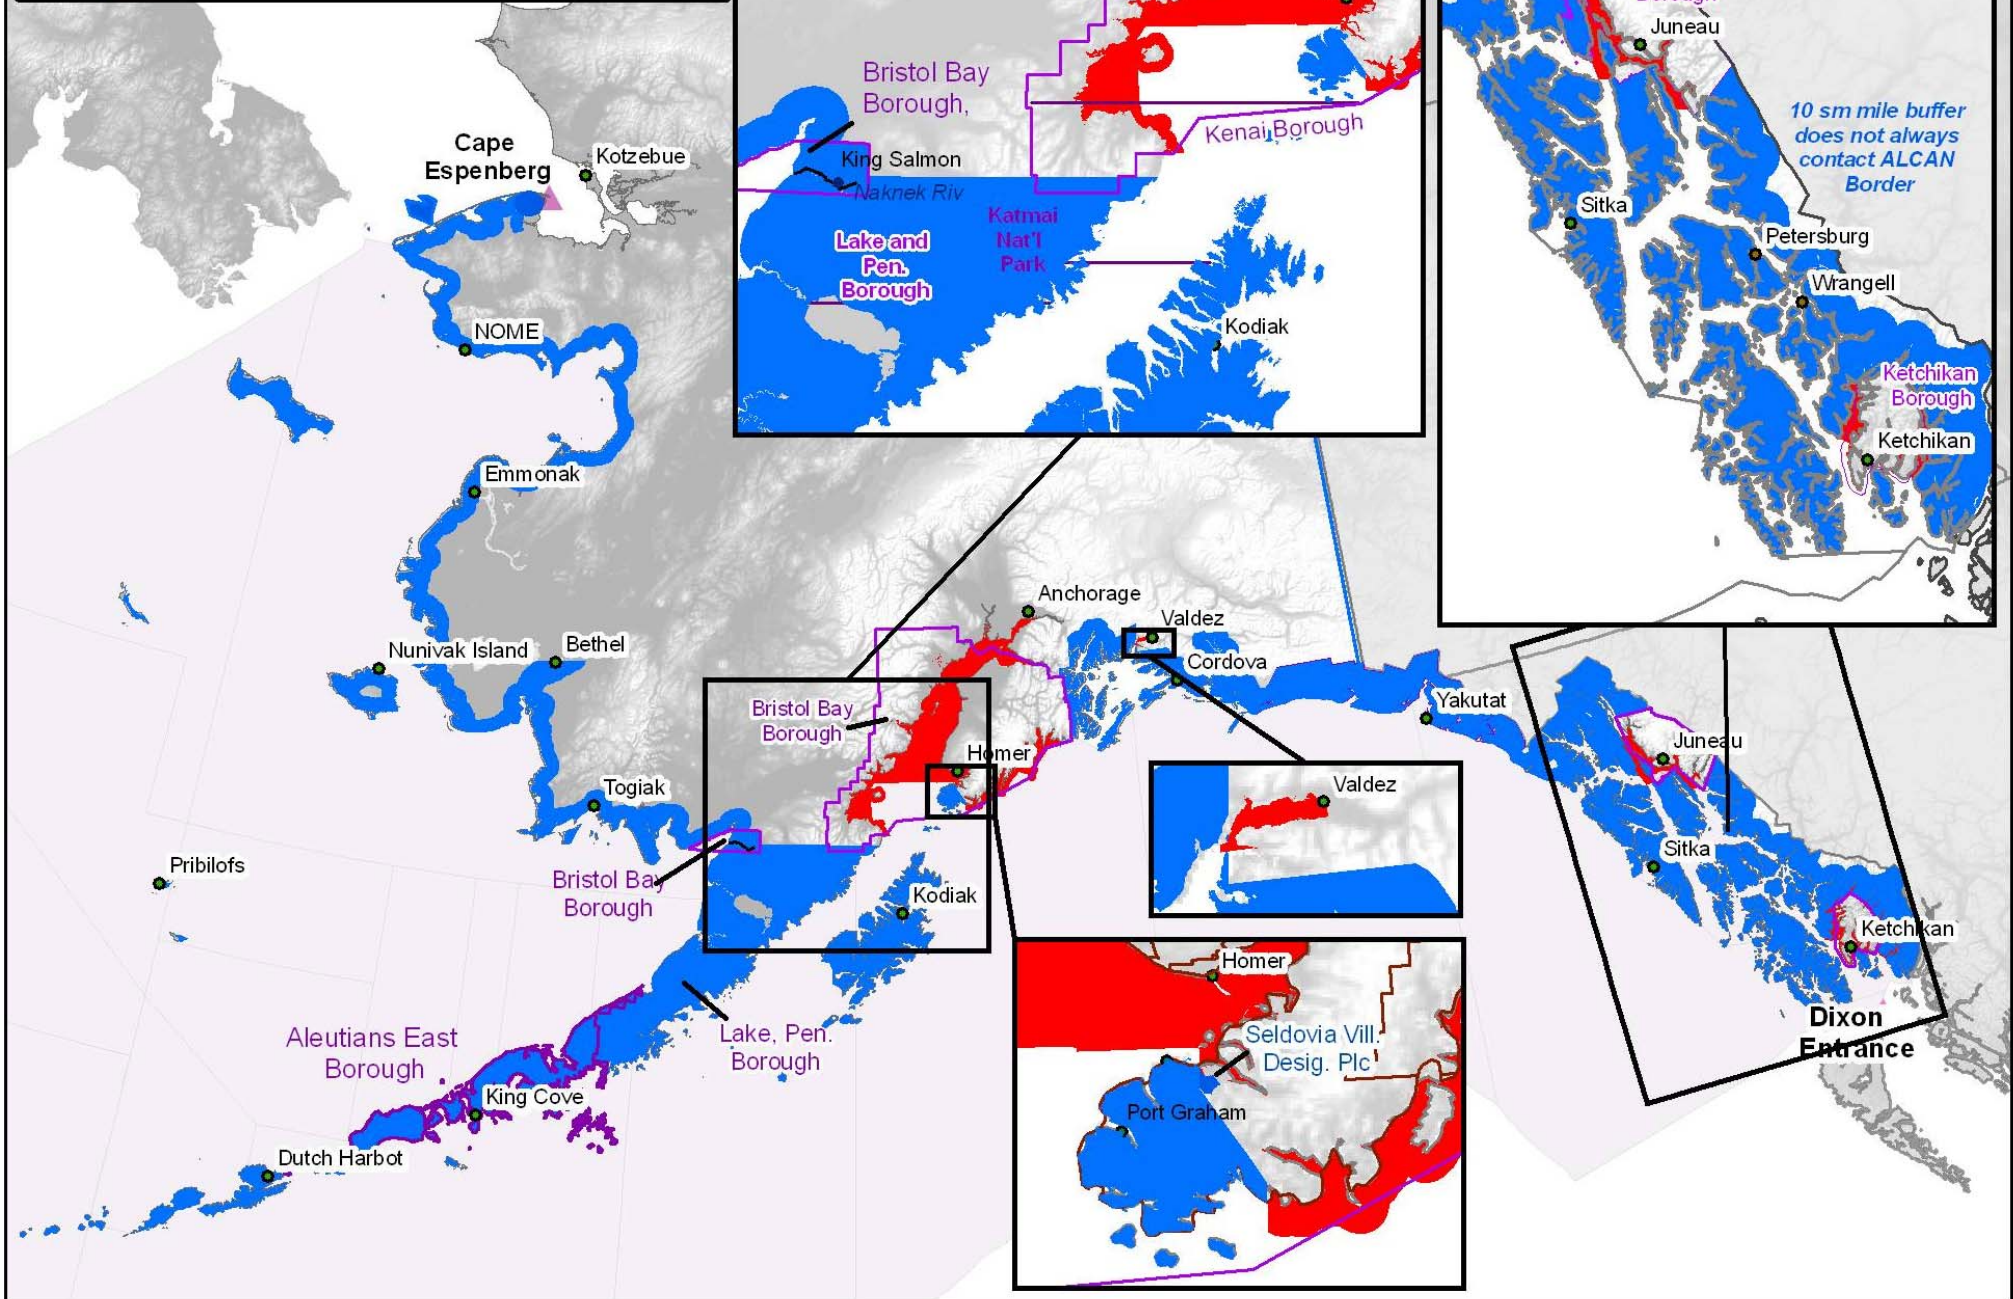 Borough
Juneau
10 sm mile buffer
does not always
contact ALCAN
Border
Sitka
Petersburg
Wrangell
Ketchikan
Borough
Ketchikan
Bristol Bay
Borough,
Kenai Borough
King Salmon
Naknek Riv
Katmai
Nat'l
Park
Lake and
Pen.
Borough
Kodiak
Cape
Espenberg
Kotzebue
NOME
Emmonak
Nunivak Island
Bethel
Anchorage
Valdez
Cordova
Yakutat
Bristol Bay
Borough
Homer
Juneau
Togiak
Valdez
Pribilofs
Bristol Bay
Borough
Kodiak
Sitka
Ketchikan
Homer
Seldovia Vill.
Desig. Plc
Port Graham
Dixon
Entrance
Aleutians East
Borough
Lake, Pen.
Borough
King Cove
Dutch Harbot